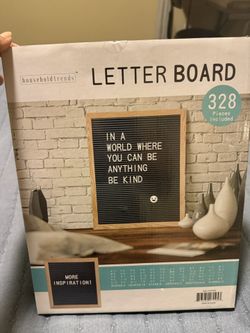 householdtrends
LETTER BOARD
328
Pieces
Included
IN A
WORLD WHERE
YOU CAN BE
ANYTHING
BE KIND
MORE
INSPIRATION!